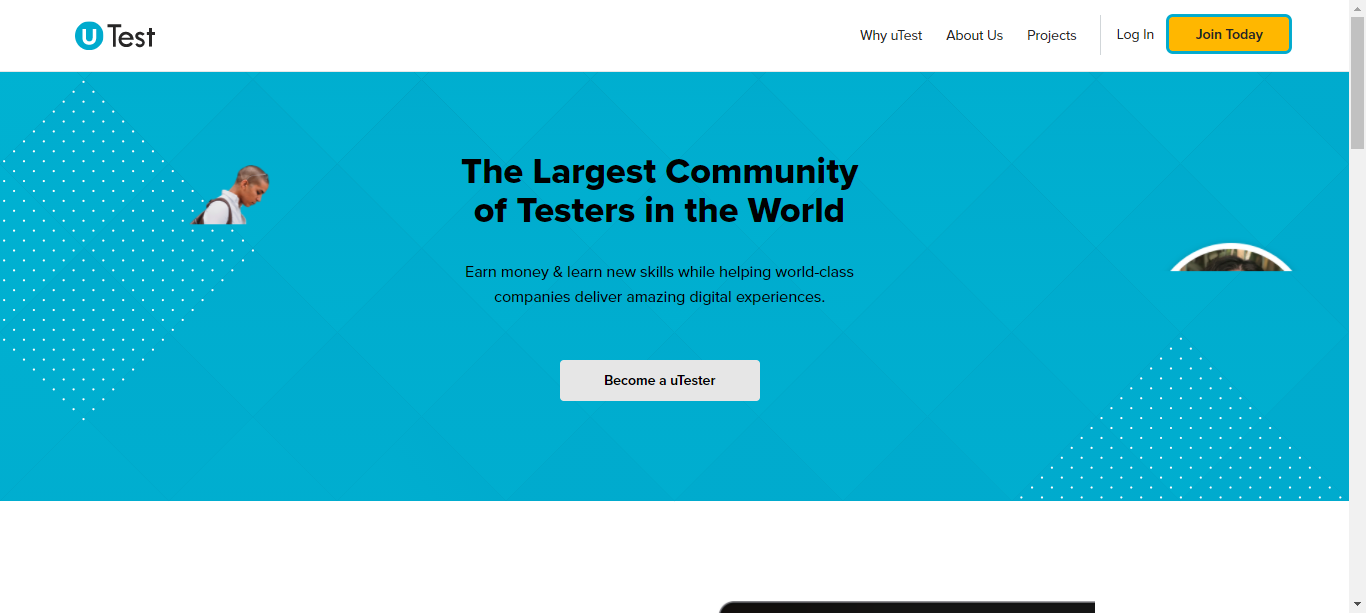 uTest
Why uTest
About Us
Projects
Log In
Join Today
The Largest Community
of Testers in the World
Earn money & learn new skills while helping world-class
companies deliver amazing digital experiences.
Become a uTester